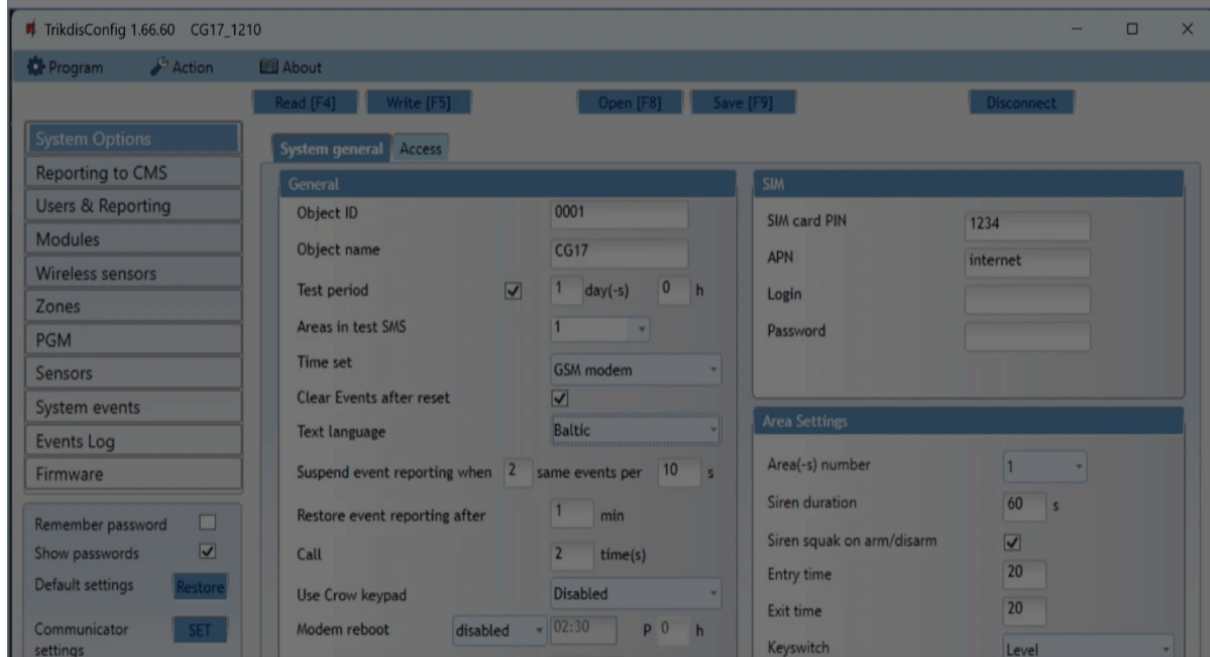 TrikdisConfig 1.66.60 CG17_1210
Program Action About
Read [F4] Write [F5] Open [F8] Save [F9] Disconnect
System Options
Reporting to CMS
Users & Reporting
Modules
Wireless sensors
Zones
PGM
Sensors
System events
Events Log
Firmware
Remember password
Show passwords
Default settings Restore
Communicator settings SET
System general Access
General
Object ID 0001
Object name CG17
Test period 1 day(-s) 0 h
Areas in test SMS 1
Time set GSM modem
Clear Events after reset
Text language Baltic
Suspend event reporting when 2 same events per 10 s
Restore event reporting after 1 min
Call 2 time(s)
Use Crow keypad Disabled
Modem reboot disabled 02:30 P 0 h
SIM
SIM card PIN 1234
APN internet
Login
Password
Area Settings
Area(-s) number 1
Siren duration 60 s
Siren squak on arm/disarm
Entry time 20
Exit time 20
Keyswitch Level